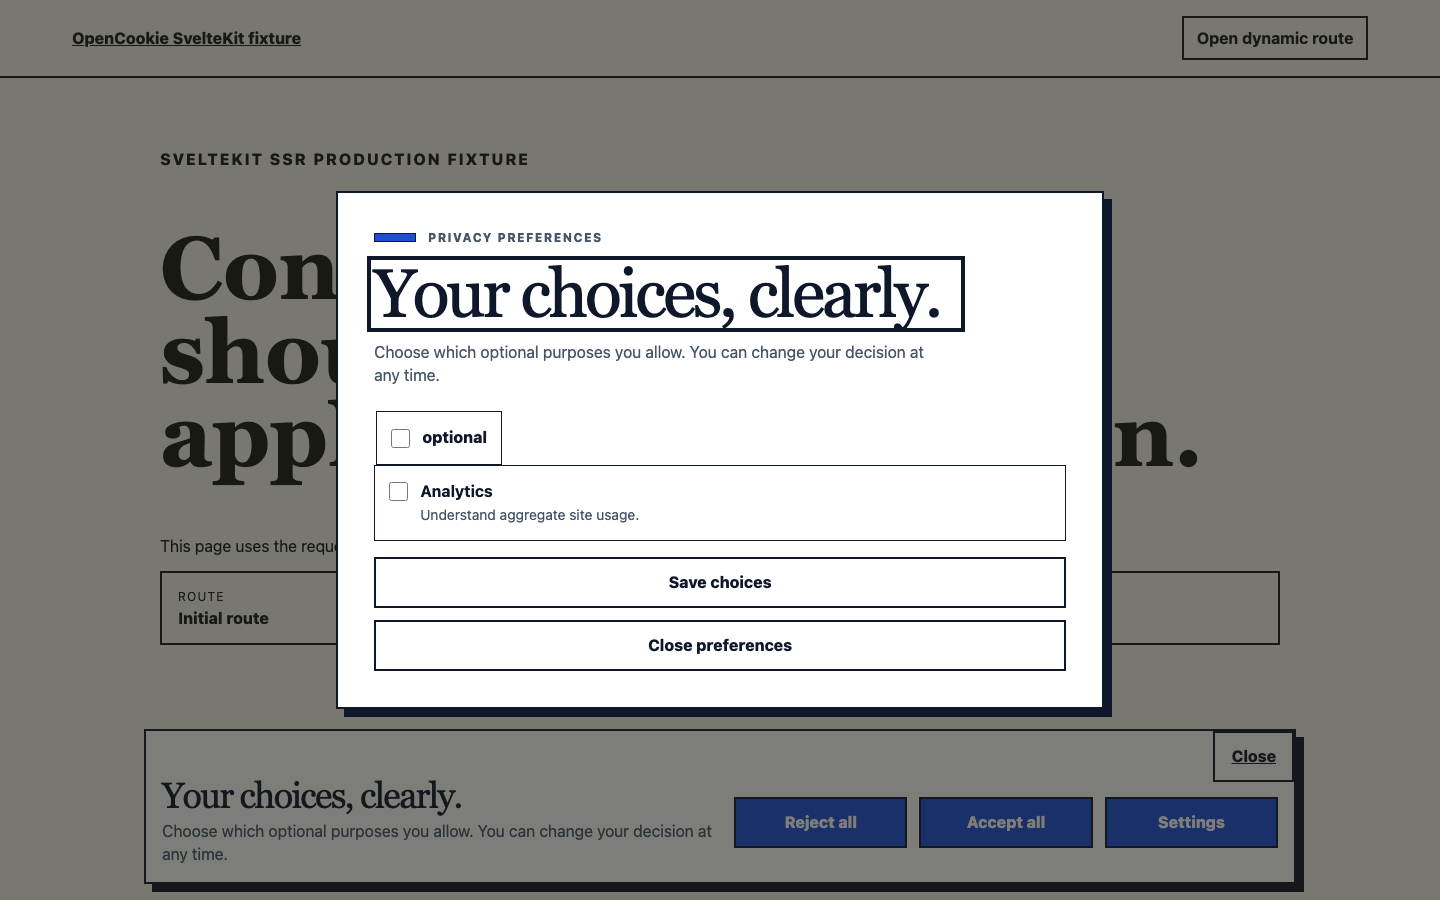 OpenCookie SvelteKit fixture
Open dynamic route
SVELTEKIT SSR PRODUCTION FIXTURE
Con
shou
appl
n.
PRIVACY PREFERENCES
Your choices, clearly.
Choose which optional purposes you allow. You can change your decision at
any time.
optional
Analytics
Understand aggregate site usage.
Save choices
Close preferences
This page uses the requ
ROUTE
Initial route
Close
Your choices, clearly.
Choose which optional purposes you allow. You can change your decision at
any time.
Reject all
Accept all
Settings